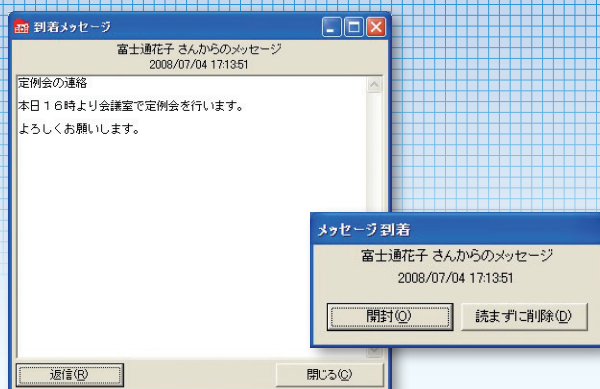 到着メッセージ
富士通花子 さんからのメッセージ
2008/07/04 17:13:51
定例会の連絡
本日16時より会議室で定例会を行います。
よろしくお願いします。
返信(R)
閉じる(C)
メッセージ到着
富士通花子 さんからのメッセージ
2008/07/04 17:13:51
開封(O)
読まずに削除(D)